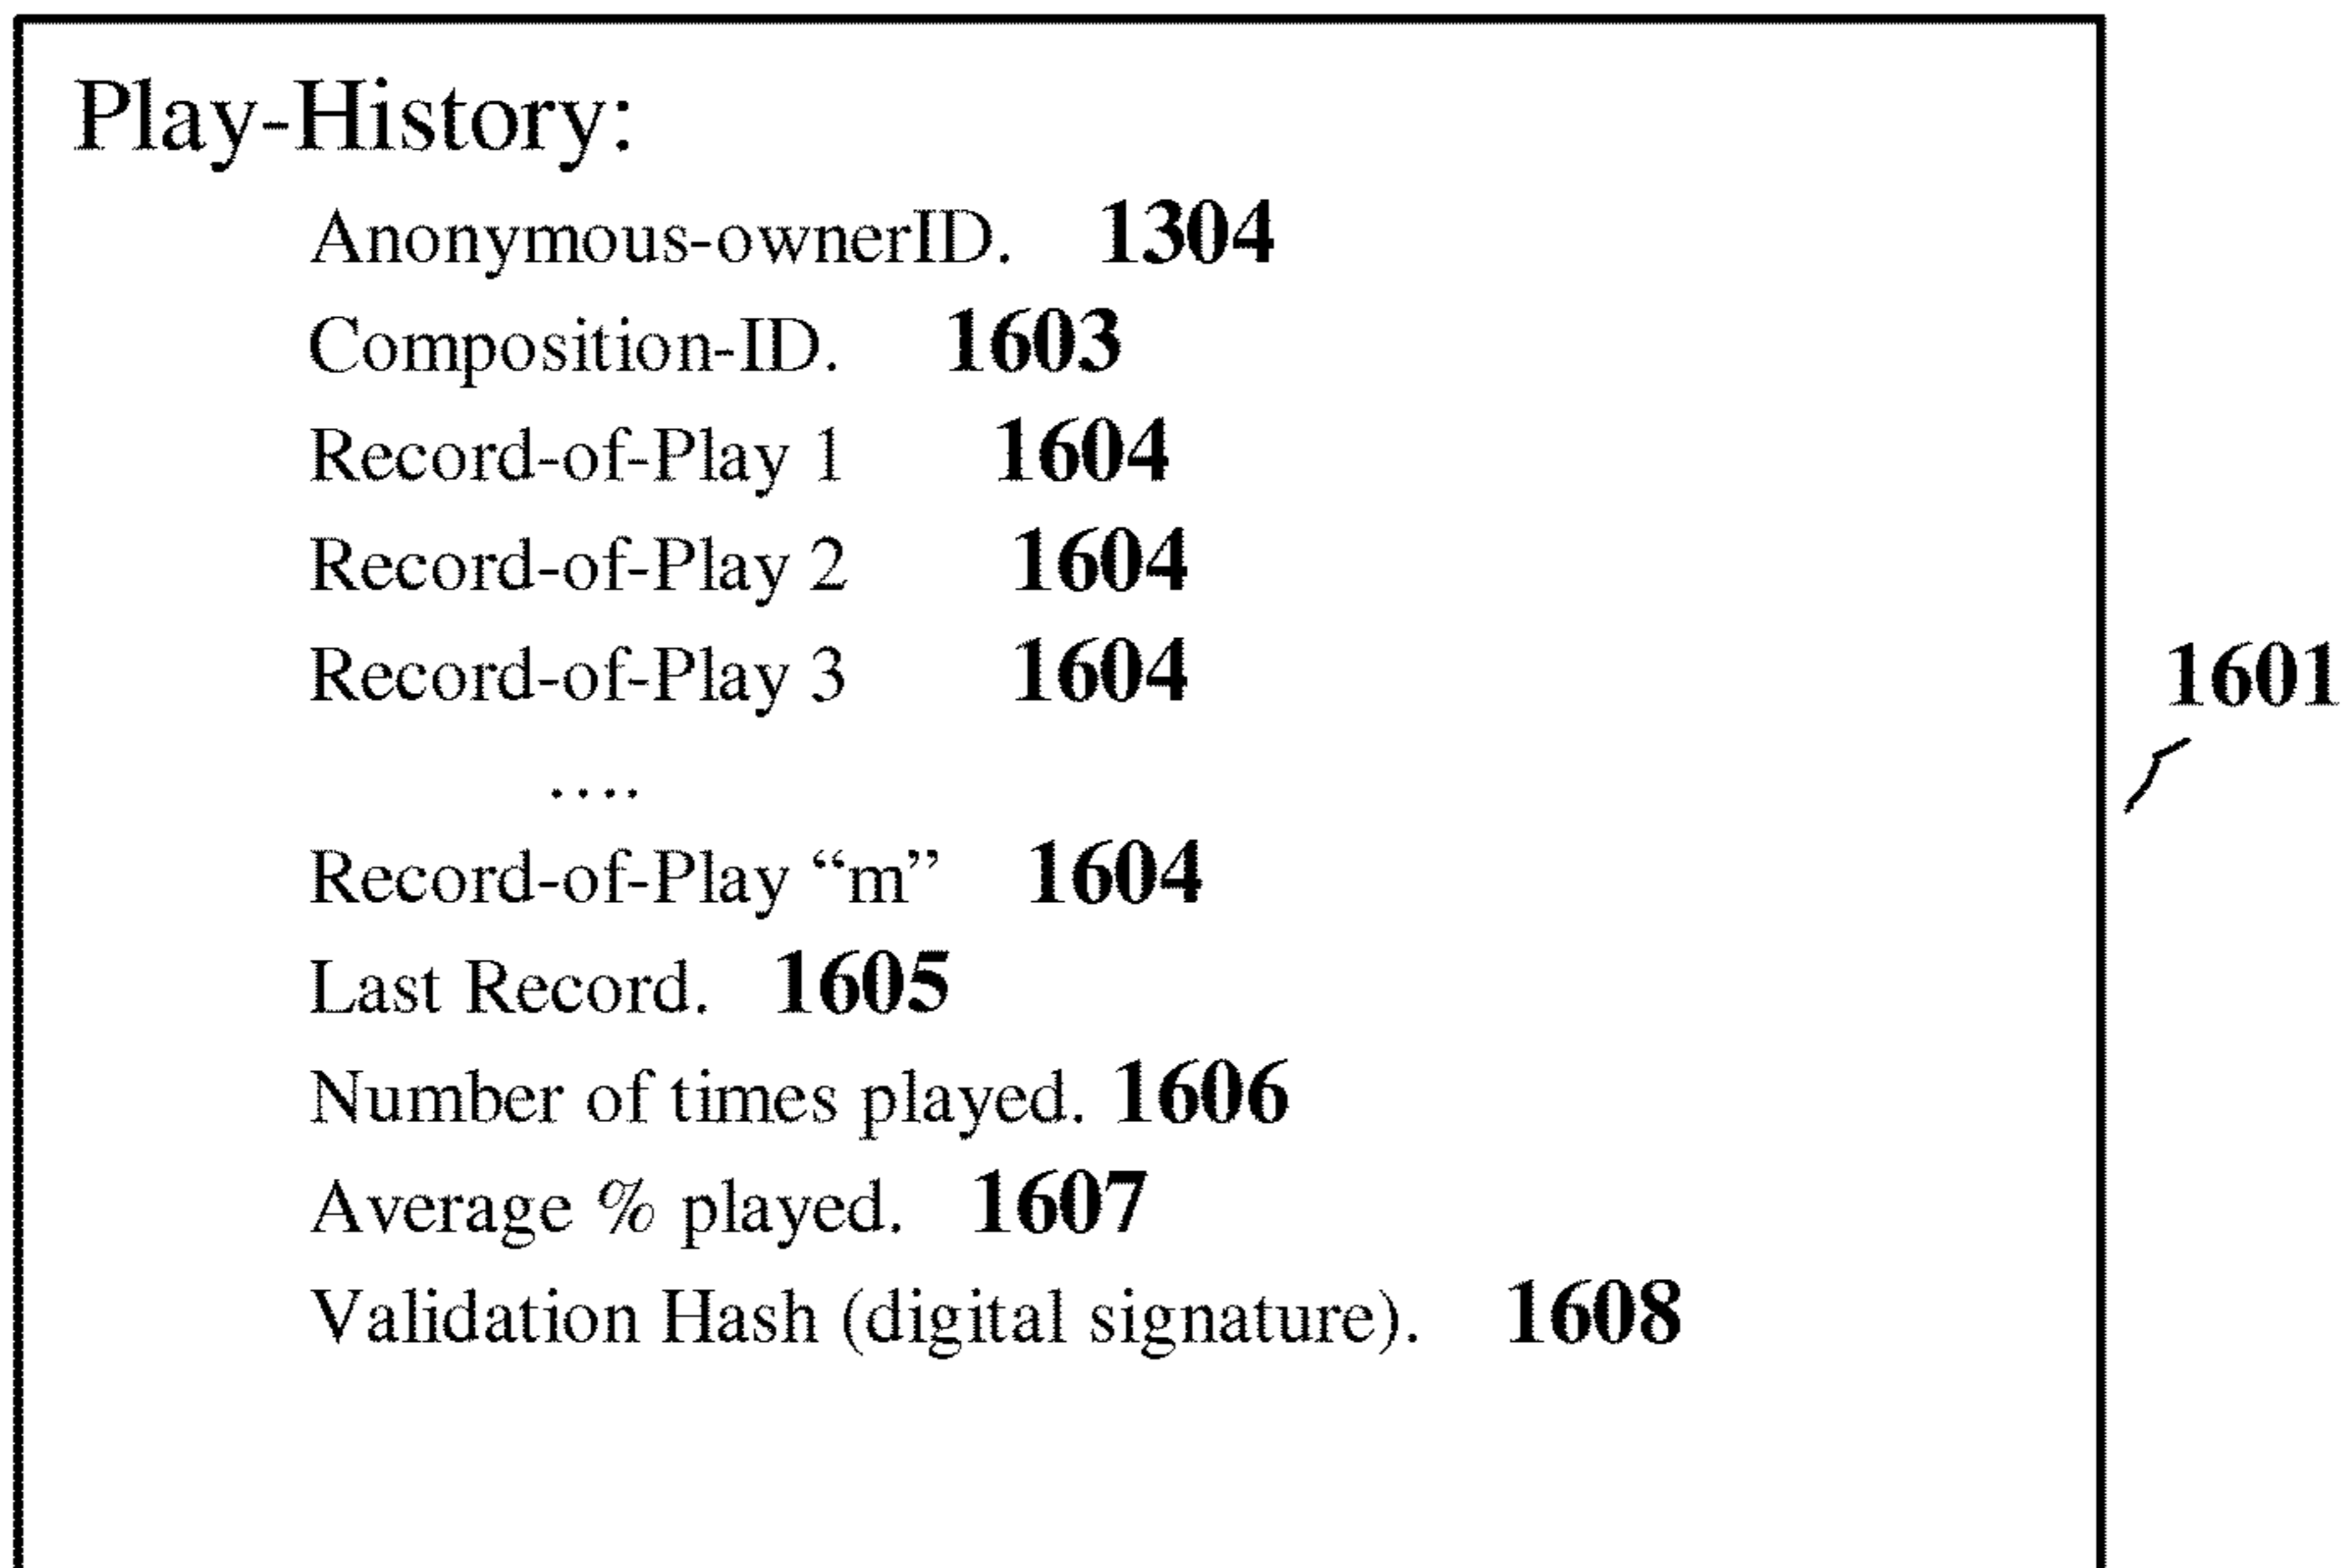 Play-History:
Anonymous-ownerID. 1304
Composition-ID. 1603
Record-of-Play 1 1604
Record-of-Play 2 1604
Record-of-Play 3 1604
1601
....
Record-of-Play “m” 1604
Last Record. 1605
Number of times played. 1606
Average % played. 1607
Validation Hash (digital signature). 1608